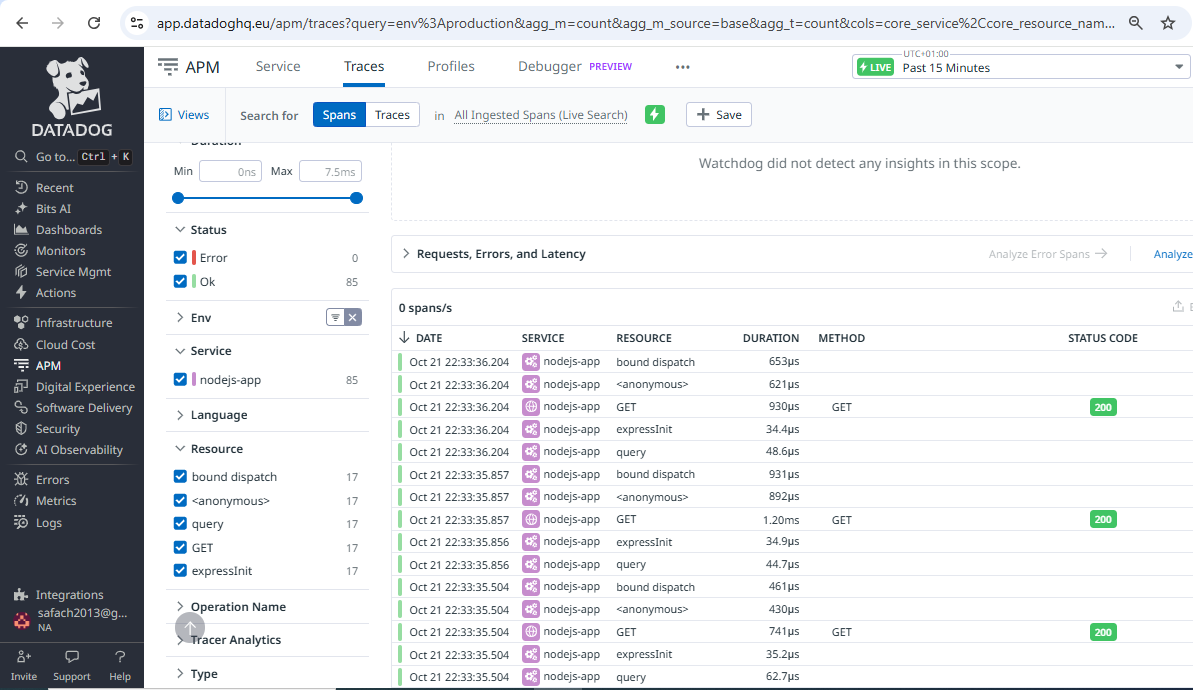 app.datadoghq.eu/apm/traces?query=env%3Aproduction&agg_m=count&agg_m_source=base&agg_t=count&cols=core_service%2Ccore_resource_nam...
DATADOG
Go to... Ctrl + K
Recent
Bits AI
Dashboards
Monitors
Service Mgmt
Actions
Infrastructure
Cloud Cost
APM
Digital Experience
Software Delivery
Security
AI Observability
Errors
Metrics
Logs
Integrations
safach2013@g...
NA
Invite Support Help
APM Service Traces Profiles Debugger PREVIEW
UTC+01:00
LIVE Past 15 Minutes
Views Search for Spans Traces in All Ingested Spans (Live Search) Save
Duration
Min 0ns Max 7.5ms
Status
Error 0
Ok 85
Env
Service
nodejs-app 85
Language
Resource
bound dispatch 17
<anonymous> 17
query 17
GET 17
expressInit 17
Operation Name
Tracer Analytics
Type
Watchdog did not detect any insights in this scope.
Requests, Errors, and Latency Analyze Error Spans Analyze
0 spans/s
DATE SERVICE RESOURCE DURATION METHOD STATUS CODE
Oct 21 22:33:36.204 nodejs-app bound dispatch 653µs
Oct 21 22:33:36.204 nodejs-app <anonymous> 621µs
Oct 21 22:33:36.204 nodejs-app GET 930µs GET 200
Oct 21 22:33:36.204 nodejs-app expressInit 34.4µs
Oct 21 22:33:36.204 nodejs-app query 48.6µs
Oct 21 22:33:35.857 nodejs-app bound dispatch 931µs
Oct 21 22:33:35.857 nodejs-app <anonymous> 892µs
Oct 21 22:33:35.857 nodejs-app GET 1.20ms GET 200
Oct 21 22:33:35.856 nodejs-app expressInit 34.9µs
Oct 21 22:33:35.856 nodejs-app query 44.7µs
Oct 21 22:33:35.504 nodejs-app bound dispatch 461µs
Oct 21 22:33:35.504 nodejs-app <anonymous> 430µs
Oct 21 22:33:35.504 nodejs-app GET 741µs GET 200
Oct 21 22:33:35.504 nodejs-app expressInit 35.2µs
Oct 21 22:33:35.504 nodejs-app query 62.7µs